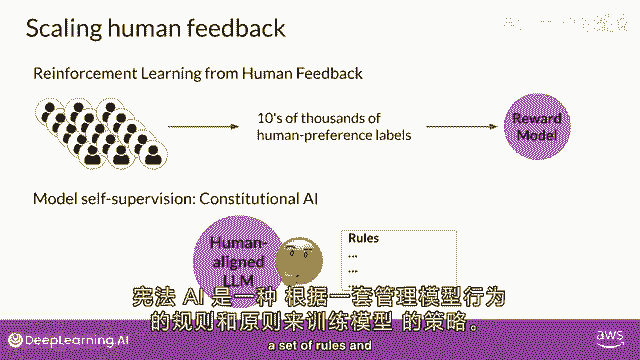 Scaling human feedback
Reinforcement Learning from Human Feedback
10's of thousands of
human-preference labels
Reward
Model
Model self-supervision: Constitutional AI
Human-
aligned
LLM
Rules
...
...
宪法 AI 是一种 根据一套管理模型行为
的规则和原则来训练模型 的策略。
a set of rules and
DeepLearning.AI
aws